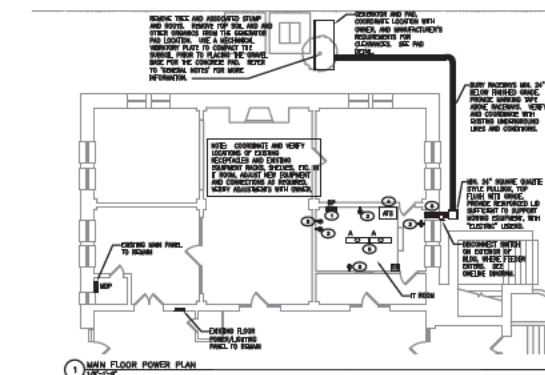 REMOVE TREE AND ASSOCIATED STUMP
AND ROOTS. REMOVE TOP SOIL AND AND
OTHER ORGANICS FROM THE GENERATOR
PAD LOCATION. USE A MECHANICAL
VIBRATORY PLATE TO COMPACT THE
SUBSOIL PRIOR TO PLACING THE GRAVEL
BASE FOR THE CONCRETE PAD. REFER
TO "GENERAL NOTES" FOR MORE
INFORMATION.
GENERATOR AND PAD,
COORDINATE LOCATION WITH
OWNER, AND MANUFACTURER'S
REQUIREMENTS FOR
CLEARANCES. SEE PAD
DETAIL.
BURY RACEWAYS MIN. 24"
BELOW FINISHED GRADE.
PROVIDE MARKING TAPE
ABOVE RACEWAYS. VERIFY
AND COORDINATE WITH
EXISTING UNDERGROUND
LINES AND CONDITIONS.
NOTE: COORDINATE AND VERIFY
LOCATIONS OF EXISTING
RECEPTACLES AND EXISTING
EQUIPMENT RACKS, SHELVES, ETC. IN
IT ROOM. ADJUST NEW EQUIPMENT
AND CONNECTIONS AS REQUIRED.
VERIFY ADJUSTMENTS WITH OWNER.
MIN. 24" SQUARE QUAZITE
STYLE PULLBOX, TOP
FLUSH WITH GRADE.
PROVIDE REINFORCED LID
SUFFICIENT TO SUPPORT
MOWING EQUIPMENT, WITH
"ELECTRIC" LEGEND.
EP
ATS
A A
DISCONNECT SWITCH
ON EXTERIOR OF
BLDG, WHERE FEEDER
ENTERS. SEE
ONELINE DIAGRAM.
EXISTING MAIN PANEL
TO REMAIN
MDP
IT ROOM
EXISTING FLOOR
POWER/LIGHTING
PANEL TO REMAIN
1 MAIN FLOOR POWER PLAN